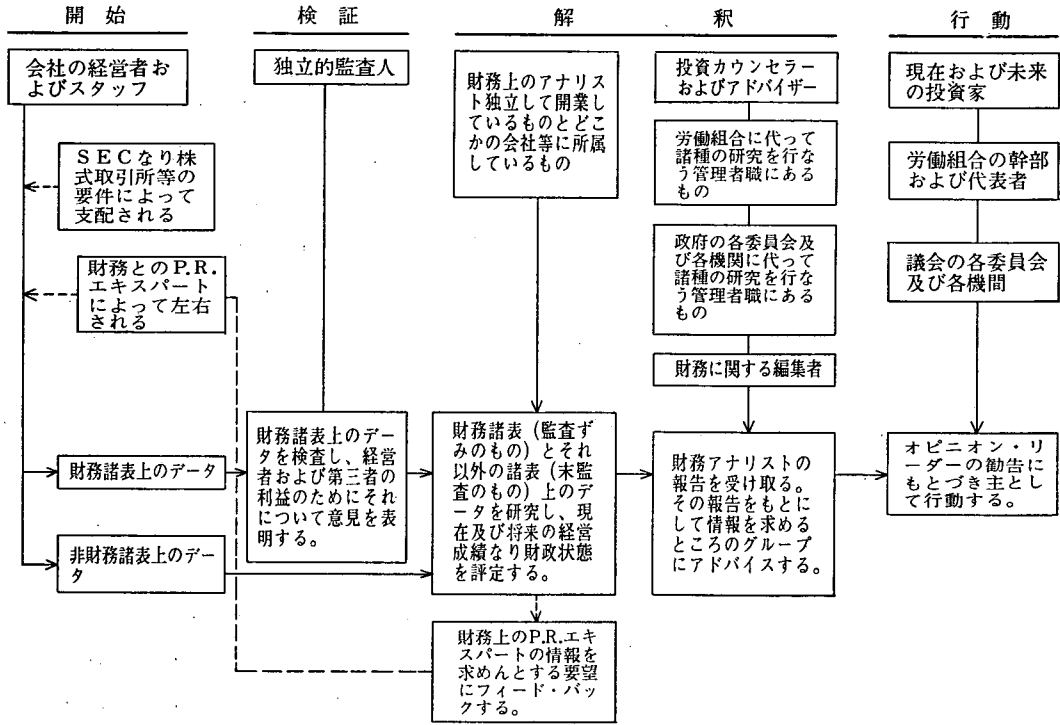 開始
検証
解釈
行動
会社の経営者お
よびスタッフ
SECなり株
式取引所等の
要件によって
支配される
財務とのP.R.
エキスパート
によって左右
される
財務諸表上のデータ
非財務諸表上のデー
タ
独立的監査人
財務諸表上のデー
タを検査し、経営
者および第三者の
利益のためにそれ
について意見を表
明する。
財務上のアナリス
ト独立して開業し
ているものとどこ
かの会社等に所属
しているもの
財務諸表（監査ず
みのもの）とそれ
以外の諸表（末監
査のもの）上のデ
ータを研究し、現
在及び将来の経営
成績なり財政状態
を評定する。
財務上のP.R.エキ
スパートの情報を
求めんとする要望
にフィード・バッ
クする。
投資カウンセラー
およびアドバイザー
労働組合に代って
諸種の研究を行な
う管理者職にある
もの
政府の各委員会及
び各機関に代って
諸種の研究を行な
う管理者職にある
もの
財務に関する編集者
財務アナリストの
報告を受け取る。
その報告をもとに
して情報を求める
ところのグループ
にアドバイスする。
現在および未来
の投資家
労働組合の幹部
および代表者
議会の各委員会
及び各機間
オピニオン・リ
ーダーの勧告に
もとづき主とし
て行動する。